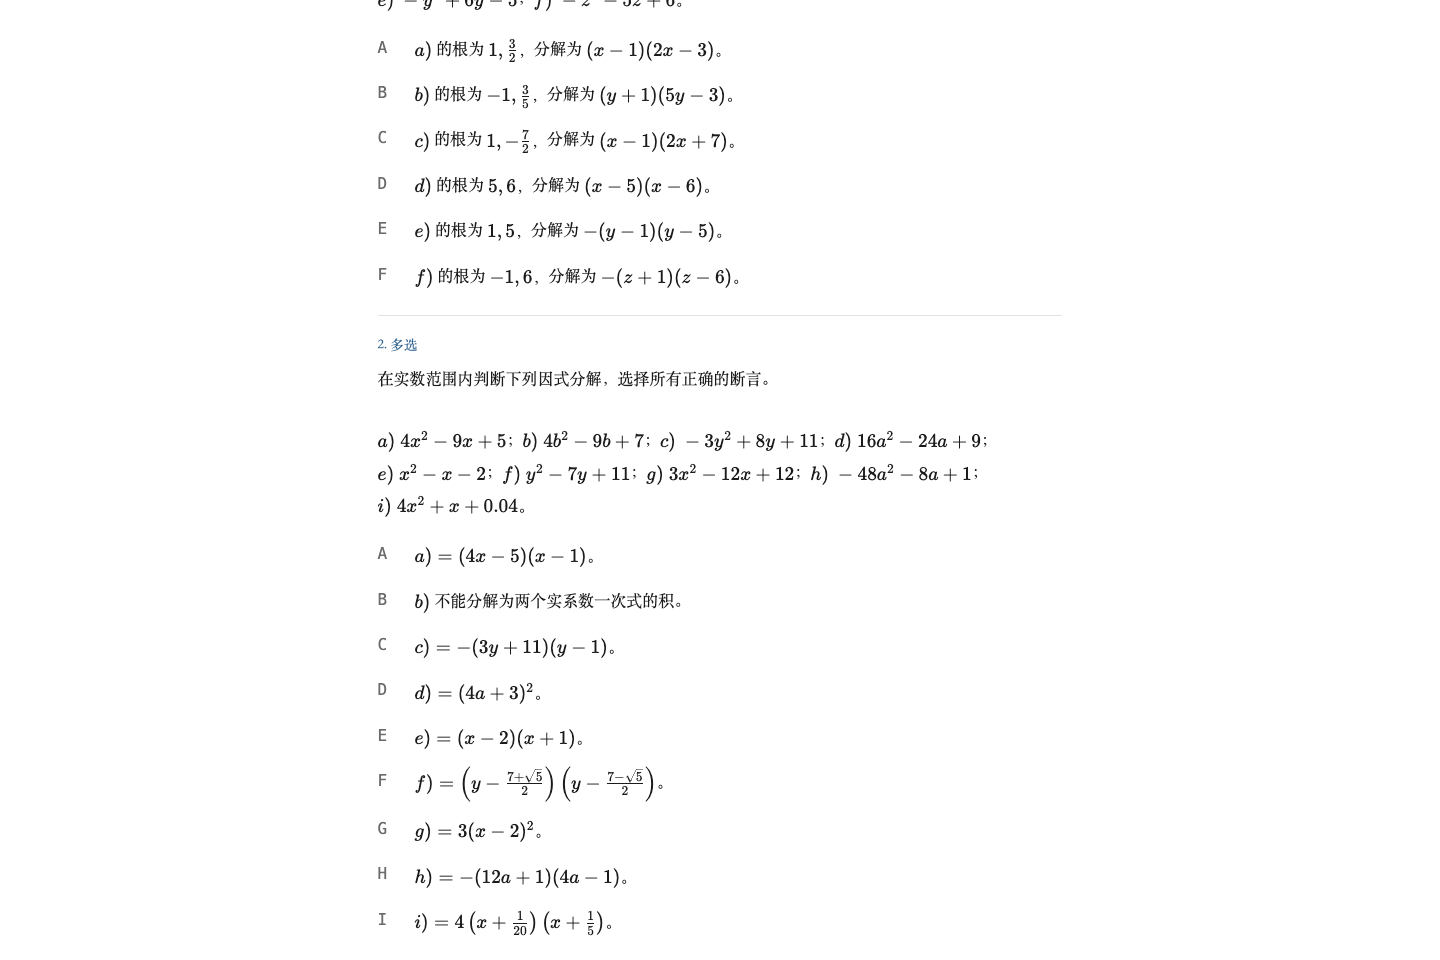 e) − y² + 6y − 5; f) − z² − 5z + 6。
A a) 的根为 1, 3/2, 分解为 (x − 1)(2x − 3)。
B b) 的根为 −1, 3/5, 分解为 (y + 1)(5y − 3)。
C c) 的根为 1, −7/2, 分解为 (x − 1)(2x + 7)。
D d) 的根为 5, 6, 分解为 (x − 5)(x − 6)。
E e) 的根为 1, 5, 分解为 −(y − 1)(y − 5)。
F f) 的根为 −1, 6, 分解为 −(z + 1)(z − 6)。
2. 多选
在实数范围内判断下列因式分解，选择所有正确的断言。
a) 4x² − 9x + 5; b) 4b² − 9b + 7; c) − 3y² + 8y + 11; d) 16a² − 24a + 9;
e) x² − x − 2; f) y² − 7y + 11; g) 3x² − 12x + 12; h) − 48a² − 8a + 1;
i) 4x² + x + 0.04。
A a) = (4x − 5)(x − 1)。
B b) 不能分解为两个实系数一次式的积。
C c) = −(3y + 11)(y − 1)。
D d) = (4a + 3)²。
E e) = (x − 2)(x + 1)。
F f) = (y − (7+√5)/2) (y − (7−√5)/2)。
G g) = 3(x − 2)²。
H h) = −(12a + 1)(4a − 1)。
I i) = 4 (x + 1/20) (x + 1/5)。